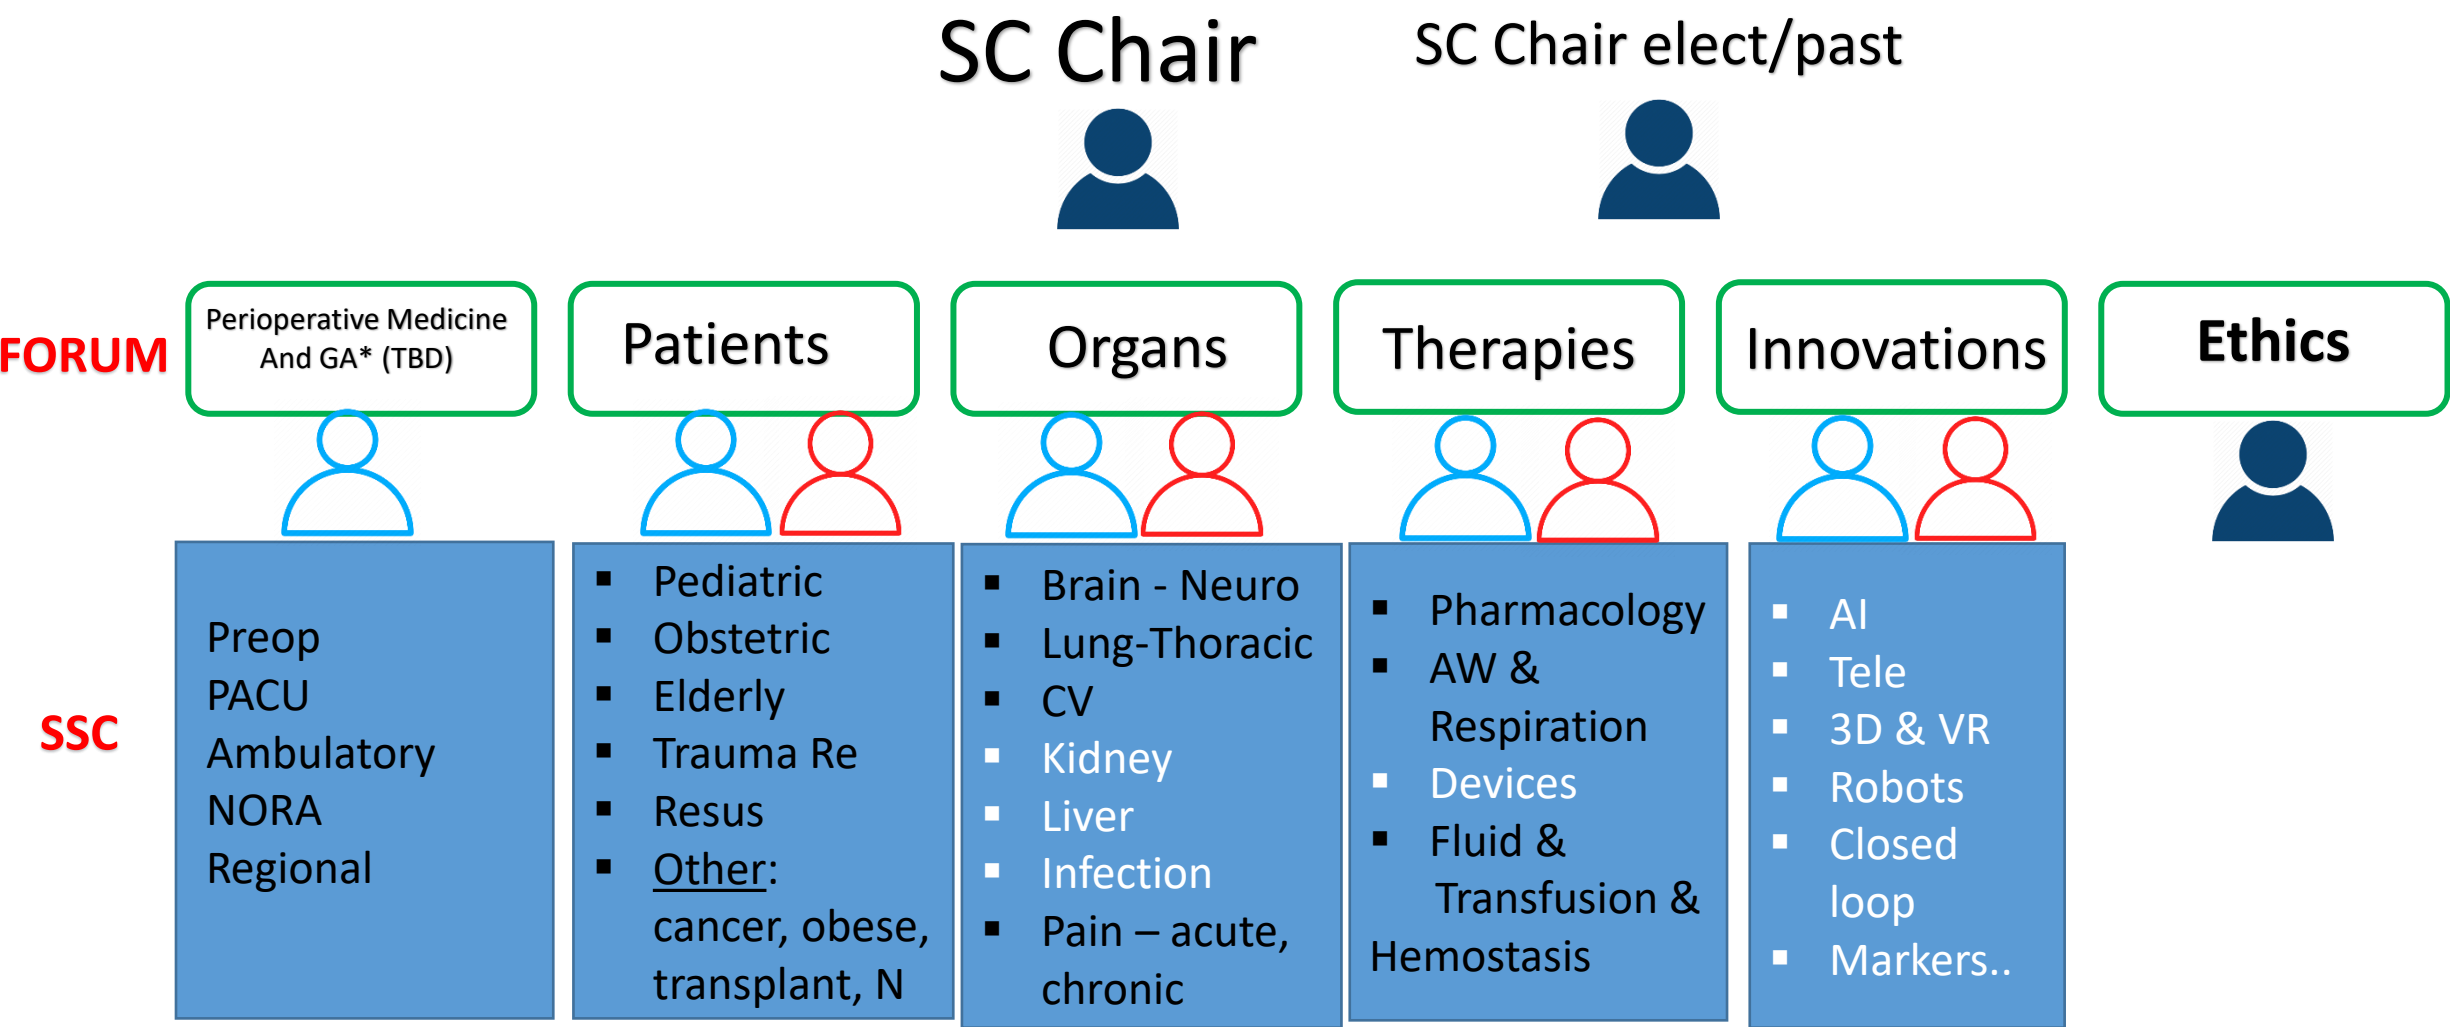 SC Chair
SC Chair elect/past
FORUM
Perioperative Medicine
And GA* (TBD)
Patients
Organs
Therapies
Innovations
Ethics
SSC
Preop
PACU
Ambulatory
NORA
Regional
▪ Pediatric
▪ Obstetric
▪ Elderly
▪ Trauma Re
▪ Resus
▪ Other:
cancer, obese,
transplant, N
▪ Brain - Neuro
▪ Lung-Thoracic
▪ CV
▪ Kidney
▪ Liver
▪ Infection
▪ Pain – acute,
chronic
▪ Pharmacology
▪ AW &
Respiration
▪ Devices
▪ Fluid &
Transfusion &
Hemostasis
▪ AI
▪ Tele
▪ 3D & VR
▪ Robots
▪ Closed
loop
▪ Markers..